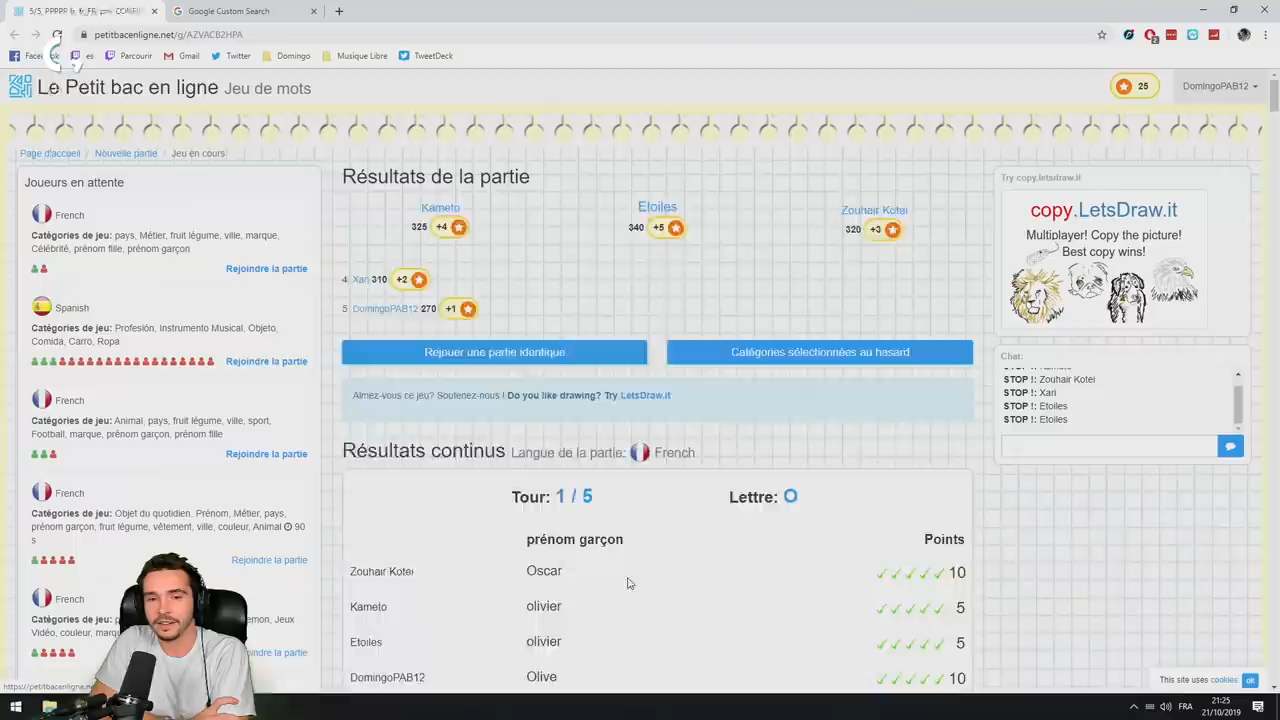 Google Custom Search
petitbacenligne.net/g/AZVACB2HPA
2
es
Parcourir
Gmail
Twitter
Domingo
Musique Libre
TweetDeck
Le Petit bac en ligne Jeu de mots
25
DomingoPAB12
Page d'accueil / Nouvelle partie / Jeu en cours
Joueurs en attente
French
Catégories de jeu: pays, Métier, fruit légume, ville, marque,
Célébrité, prénom fille, prénom garçon
Rejoindre la partie
Spanish
Catégories de jeu: Profesión, Instrumento Musical, Objeto,
Comida, Carro, Ropa
Rejoindre la partie
French
Catégories de jeu: Animal, pays, fruit légume, ville, sport,
Football, marque, prénom garçon, prénom fille
Rejoindre la partie
French
Catégories de jeu: Objet du quotidien, Prénom, Métier, pays,
prénom garçon, fruit légume, vêtement, ville, couleur, Animal 90
s
Rejoindre la partie
French
Jeux
Vidéo, couleur,
Résultats de la partie
Kameto
325 +4
Etoiles
340 +5
Zouhair Kotei
320 +3
4 Xari 310 +2
5 DomingoPAB12 270 +1
Rejouer une partie identique
Catégories sélectionnées au hasard
Aimez-vous ce jeu? Soutenez-nous ! Do you like drawing? Try LetsDraw.it
Résultats continus Langue de la partie: French
Tour: 1 / 5 Lettre: O
prénom garçon Points
Zouhair Kotei Oscar 10
Kameto olivier 5
Etoiles olivier 5
DomingoPAB12 Olive 10
Try copy.letsdraw.it
copy.LetsDraw.it
Multiplayer! Copy the picture!
Best copy wins!
Chat:
STOP !: Kameto
STOP !: Zouhair Kotei
STOP !: Xari
STOP !: Etoiles
STOP !: Etoiles
This site uses cookies ok
FRA
21:25
21/10/2019